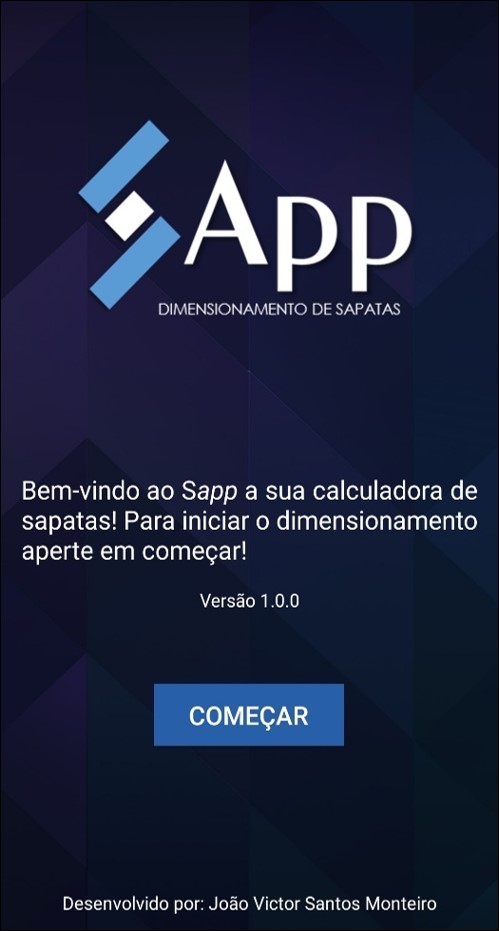 App
DIMENSIONAMENTO DE SAPATAS
Bem-vindo ao Sapp a sua calculadora de
sapatas! Para iniciar o dimensionamento
aperte em começar!
Versão 1.0.0
COMEÇAR
Desenvolvido por: João Victor Santos Monteiro